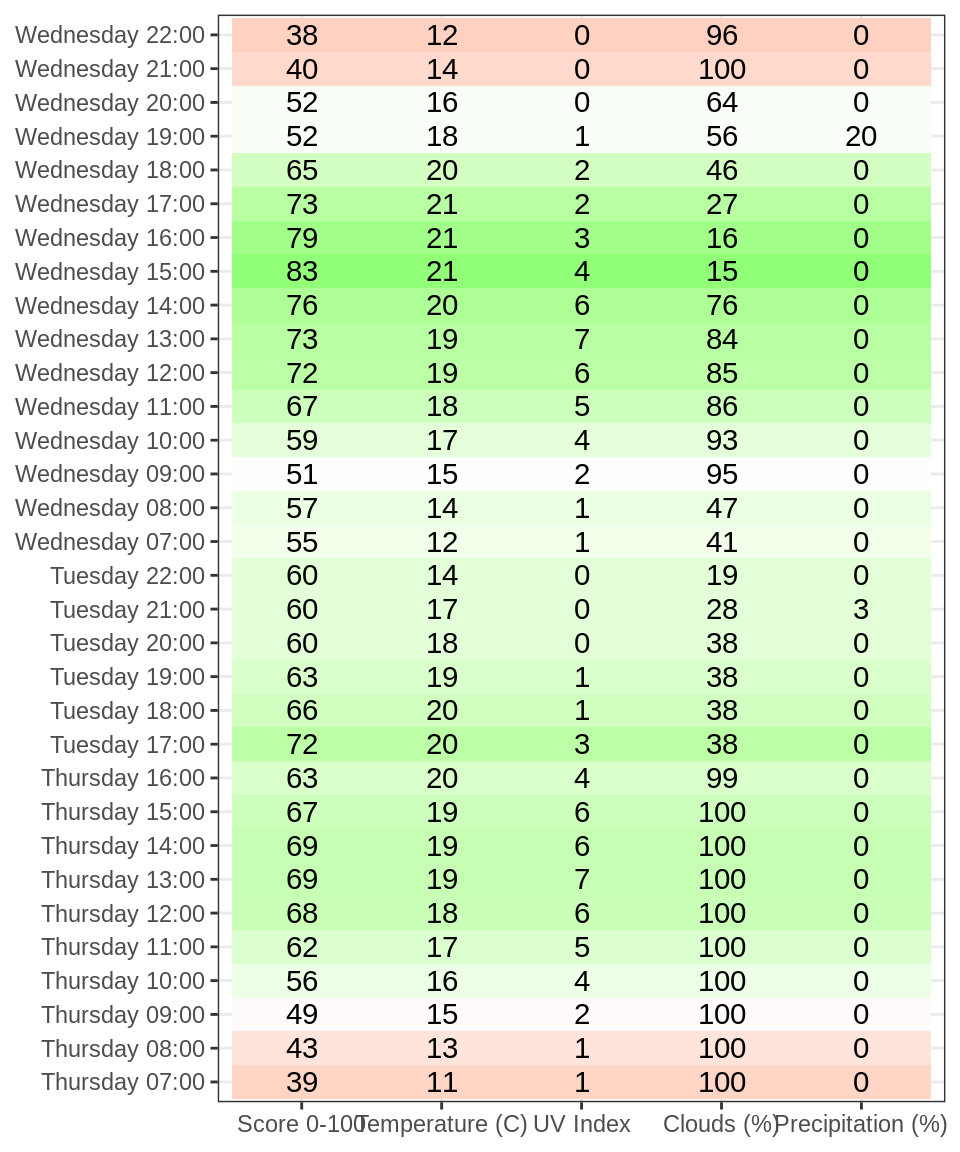 Wednesday 22:00 38 12 0 96 0
Wednesday 21:00 40 14 0 100 0
Wednesday 20:00 52 16 0 64 0
Wednesday 19:00 52 18 1 56 20
Wednesday 18:00 65 20 2 46 0
Wednesday 17:00 73 21 2 27 0
Wednesday 16:00 79 21 3 16 0
Wednesday 15:00 83 21 4 15 0
Wednesday 14:00 76 20 6 76 0
Wednesday 13:00 73 19 7 84 0
Wednesday 12:00 72 19 6 85 0
Wednesday 11:00 67 18 5 86 0
Wednesday 10:00 59 17 4 93 0
Wednesday 09:00 51 15 2 95 0
Wednesday 08:00 57 14 1 47 0
Wednesday 07:00 55 12 1 41 0
Tuesday 22:00 60 14 0 19 0
Tuesday 21:00 60 17 0 28 3
Tuesday 20:00 60 18 0 38 0
Tuesday 19:00 63 19 1 38 0
Tuesday 18:00 66 20 1 38 0
Tuesday 17:00 72 20 3 38 0
Thursday 16:00 63 20 4 99 0
Thursday 15:00 67 19 6 100 0
Thursday 14:00 69 19 6 100 0
Thursday 13:00 69 19 7 100 0
Thursday 12:00 68 18 6 100 0
Thursday 11:00 62 17 5 100 0
Thursday 10:00 56 16 4 100 0
Thursday 09:00 49 15 2 100 0
Thursday 08:00 43 13 1 100 0
Thursday 07:00 39 11 1 100 0
Score 0-100 Temperature (C) UV Index Clouds (%) Precipitation (%)